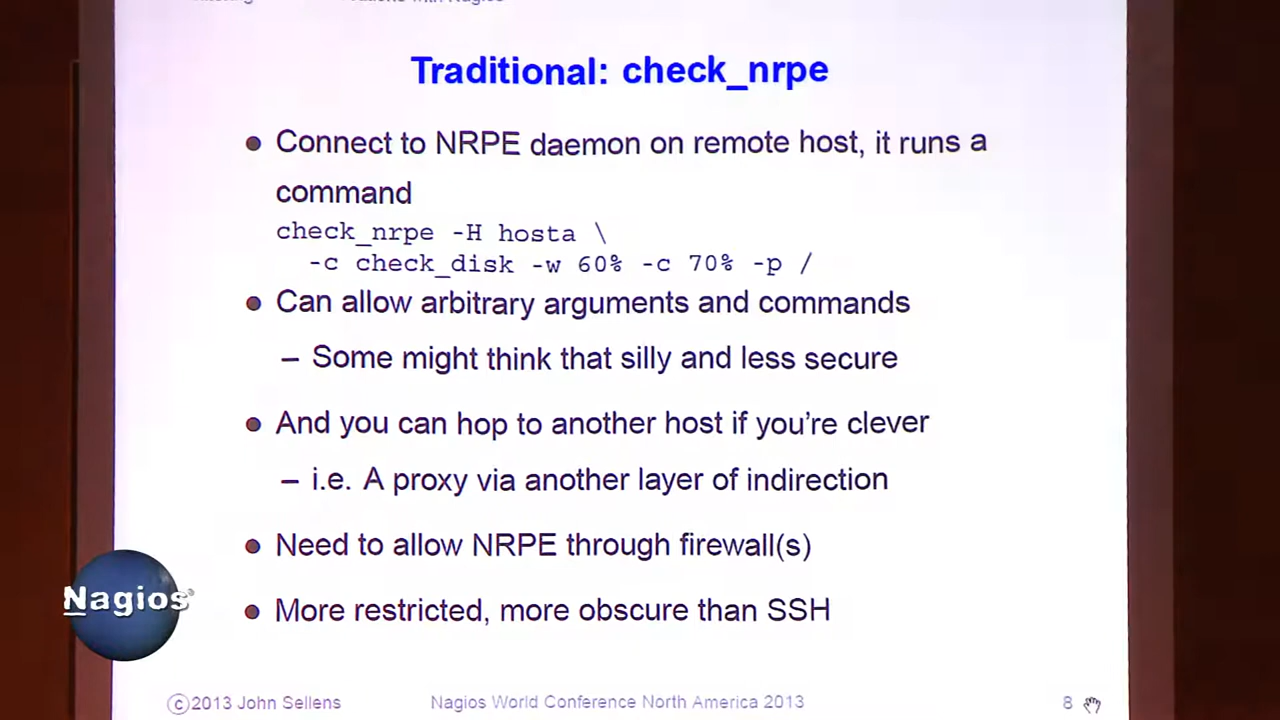 Traditional: check_nrpe
• Connect to NRPE daemon on remote host, it runs a
command
check_nrpe -H hosta \
-c check_disk -w 60% -c 70% -p /
• Can allow arbitrary arguments and commands
– Some might think that silly and less secure
• And you can hop to another host if you're clever
– i.e. A proxy via another layer of indirection
• Need to allow NRPE through firewall(s)
• More restricted, more obscure than SSH
Nagios®
©2013 John Sellens
Nagios World Conference North America 2013
8